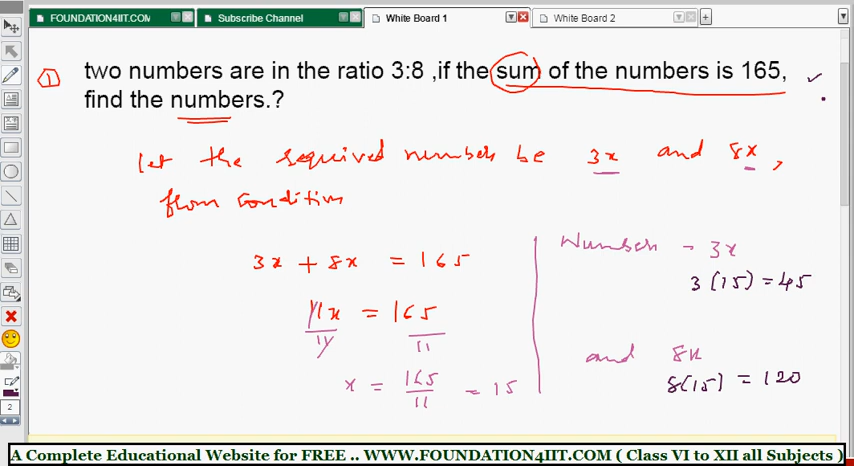 FOUNDATION4IIT.COM Subscribe Channel White Board 1 White Board 2
① two numbers are in the ratio 3:8 ,if the sum of the numbers is 165,
find the numbers.?
let the required numbers be 3x and 8x,
from condition
3x + 8x = 165
11x = 165
11 11
x = 165/11 = 15
Numbers → 3x
3(15) = 45
and 8x
8(15) = 120
2
A Complete Educational Website for FREE .. WWW.FOUNDATION4IIT.COM ( Class VI to XII all Subjects )